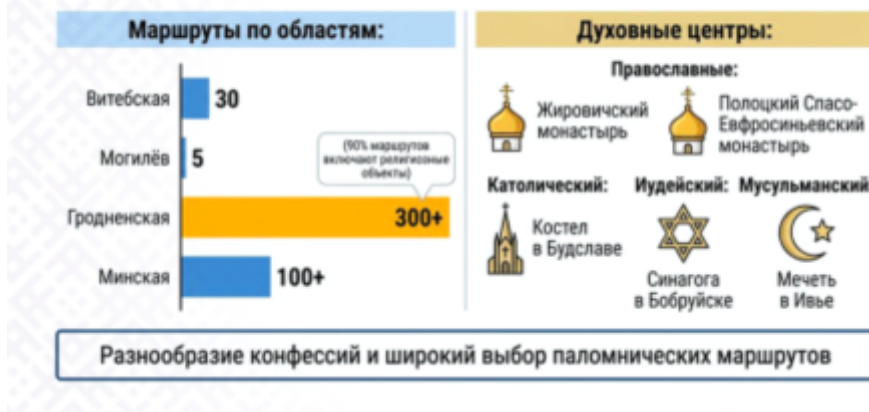 Маршруты по областям:
Витебская 30
Могилёв 5
(90% маршрутов
включают религиозные
объекты)
Гродненская 300+
Минская 100+
Духовные центры:
Православные:
Жировичский
монастырь
Полоцкий Спасо-
Евфросиньевский
монастырь
Католический:
Костел
в Будславе
Иудейский:
Синагога
в Бобруйске
Мусульманский
Мечеть
в Ивье
Разнообразие конфессий и широкий выбор паломнических маршрутов